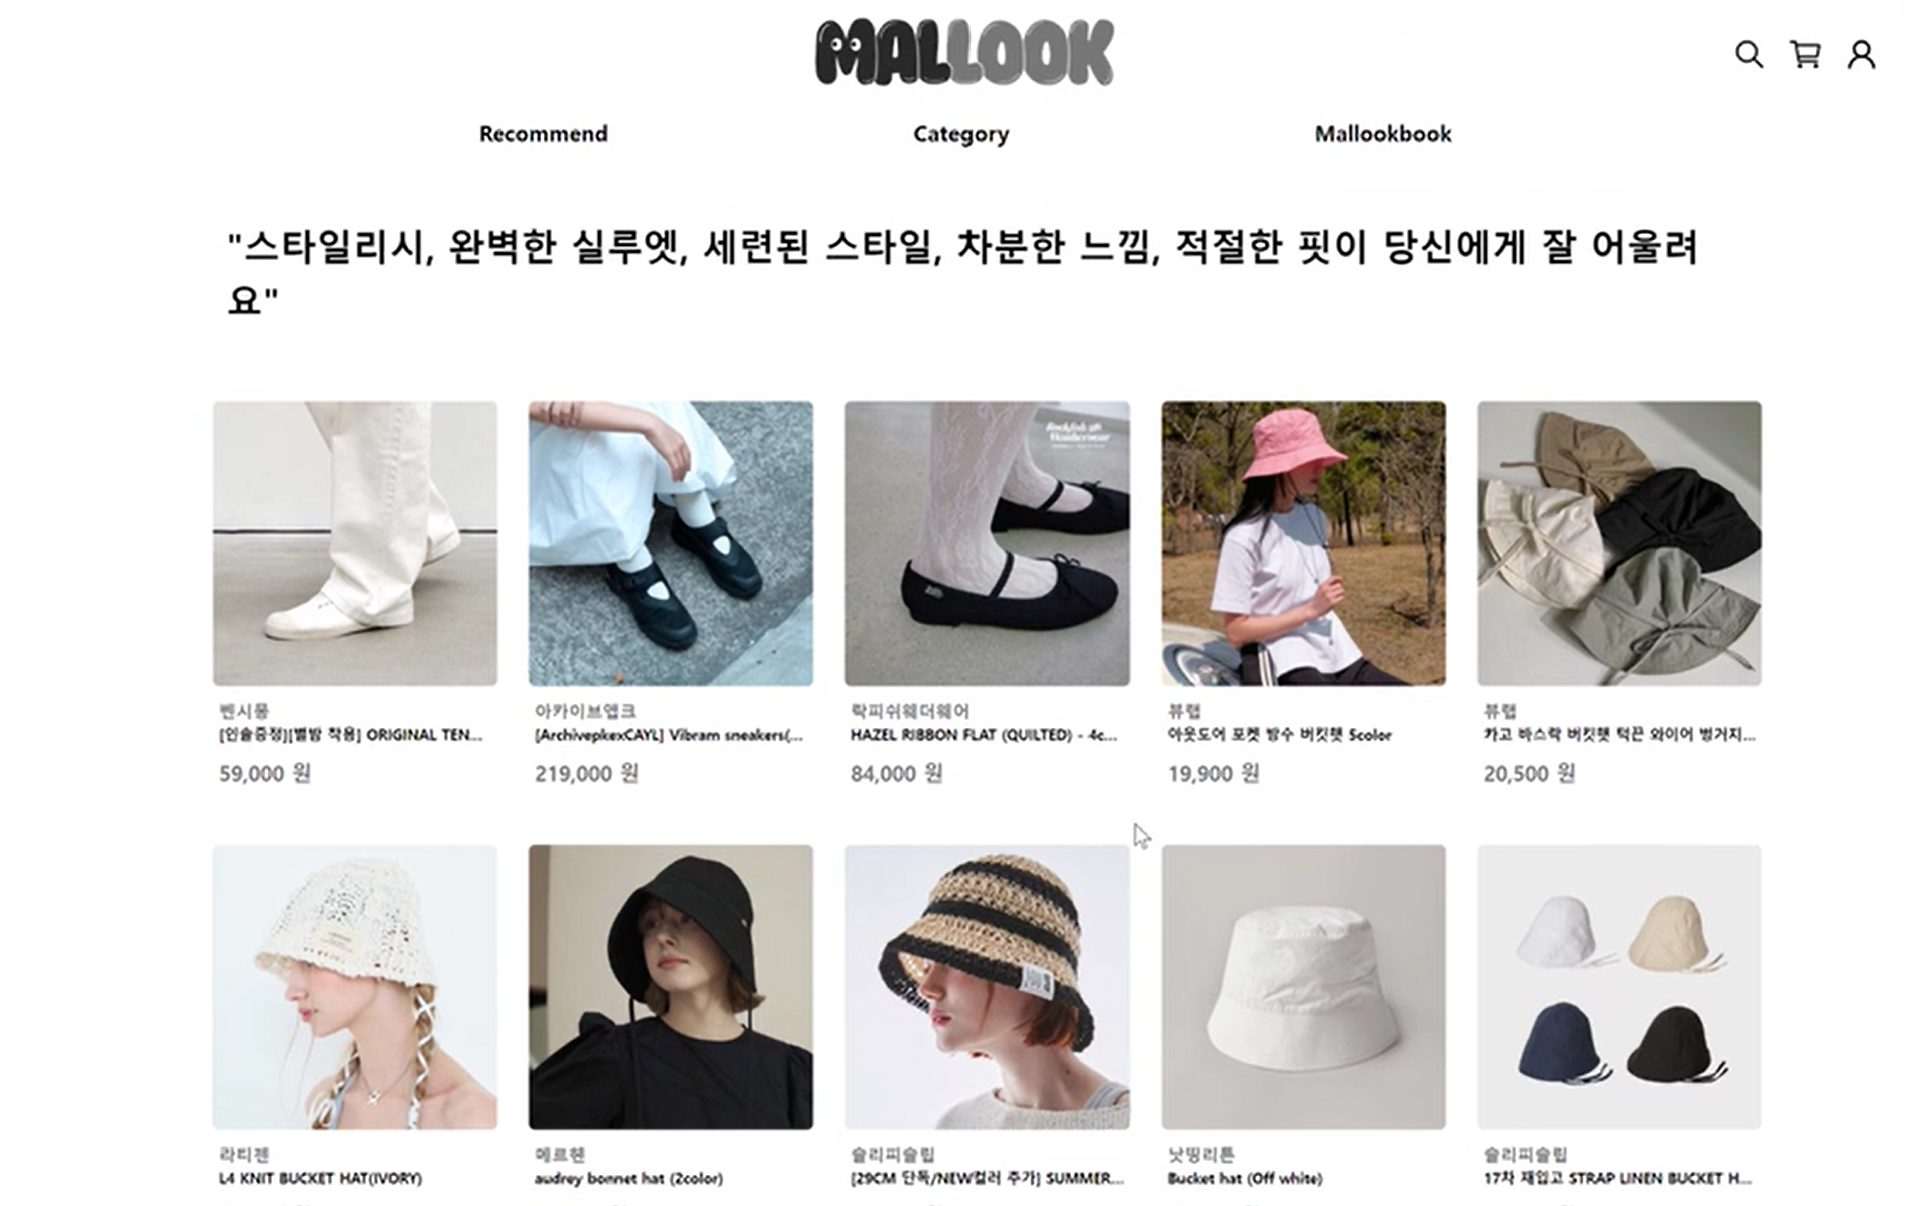 MALLOOK
Recommend
Category
Mallookbook
"스타일리시, 완벽한 실루엣, 세련된 스타일, 차분한 느낌, 적절한 핏이 당신에게 잘 어울려
요"
벤시몽
[인솔증정][별밤 착용] ORIGINAL TEN...
59,000 원
아카이브앱크
[ArchivepkexCAYL] Vibram sneakers(...
219,000 원
락피쉬웨더웨어
HAZEL RIBBON FLAT (QUILTED) - 4c...
84,000 원
뷰랩
아웃도어 포켓 방수 버킷햇 5color
19,900 원
뷰랩
카고 바스락 버킷햇 턱끈 와이어 벙거지...
20,500 원
라티젠
L4 KNIT BUCKET HAT(IVORY)
메르헨
audrey bonnet hat (2color)
슬리피슬립
[29CM 단독/NEW컬러 추가] SUMMER...
낫띵리튼
Bucket hat (Off white)
슬리피슬립
17차 재입고 STRAP LINEN BUCKET H...